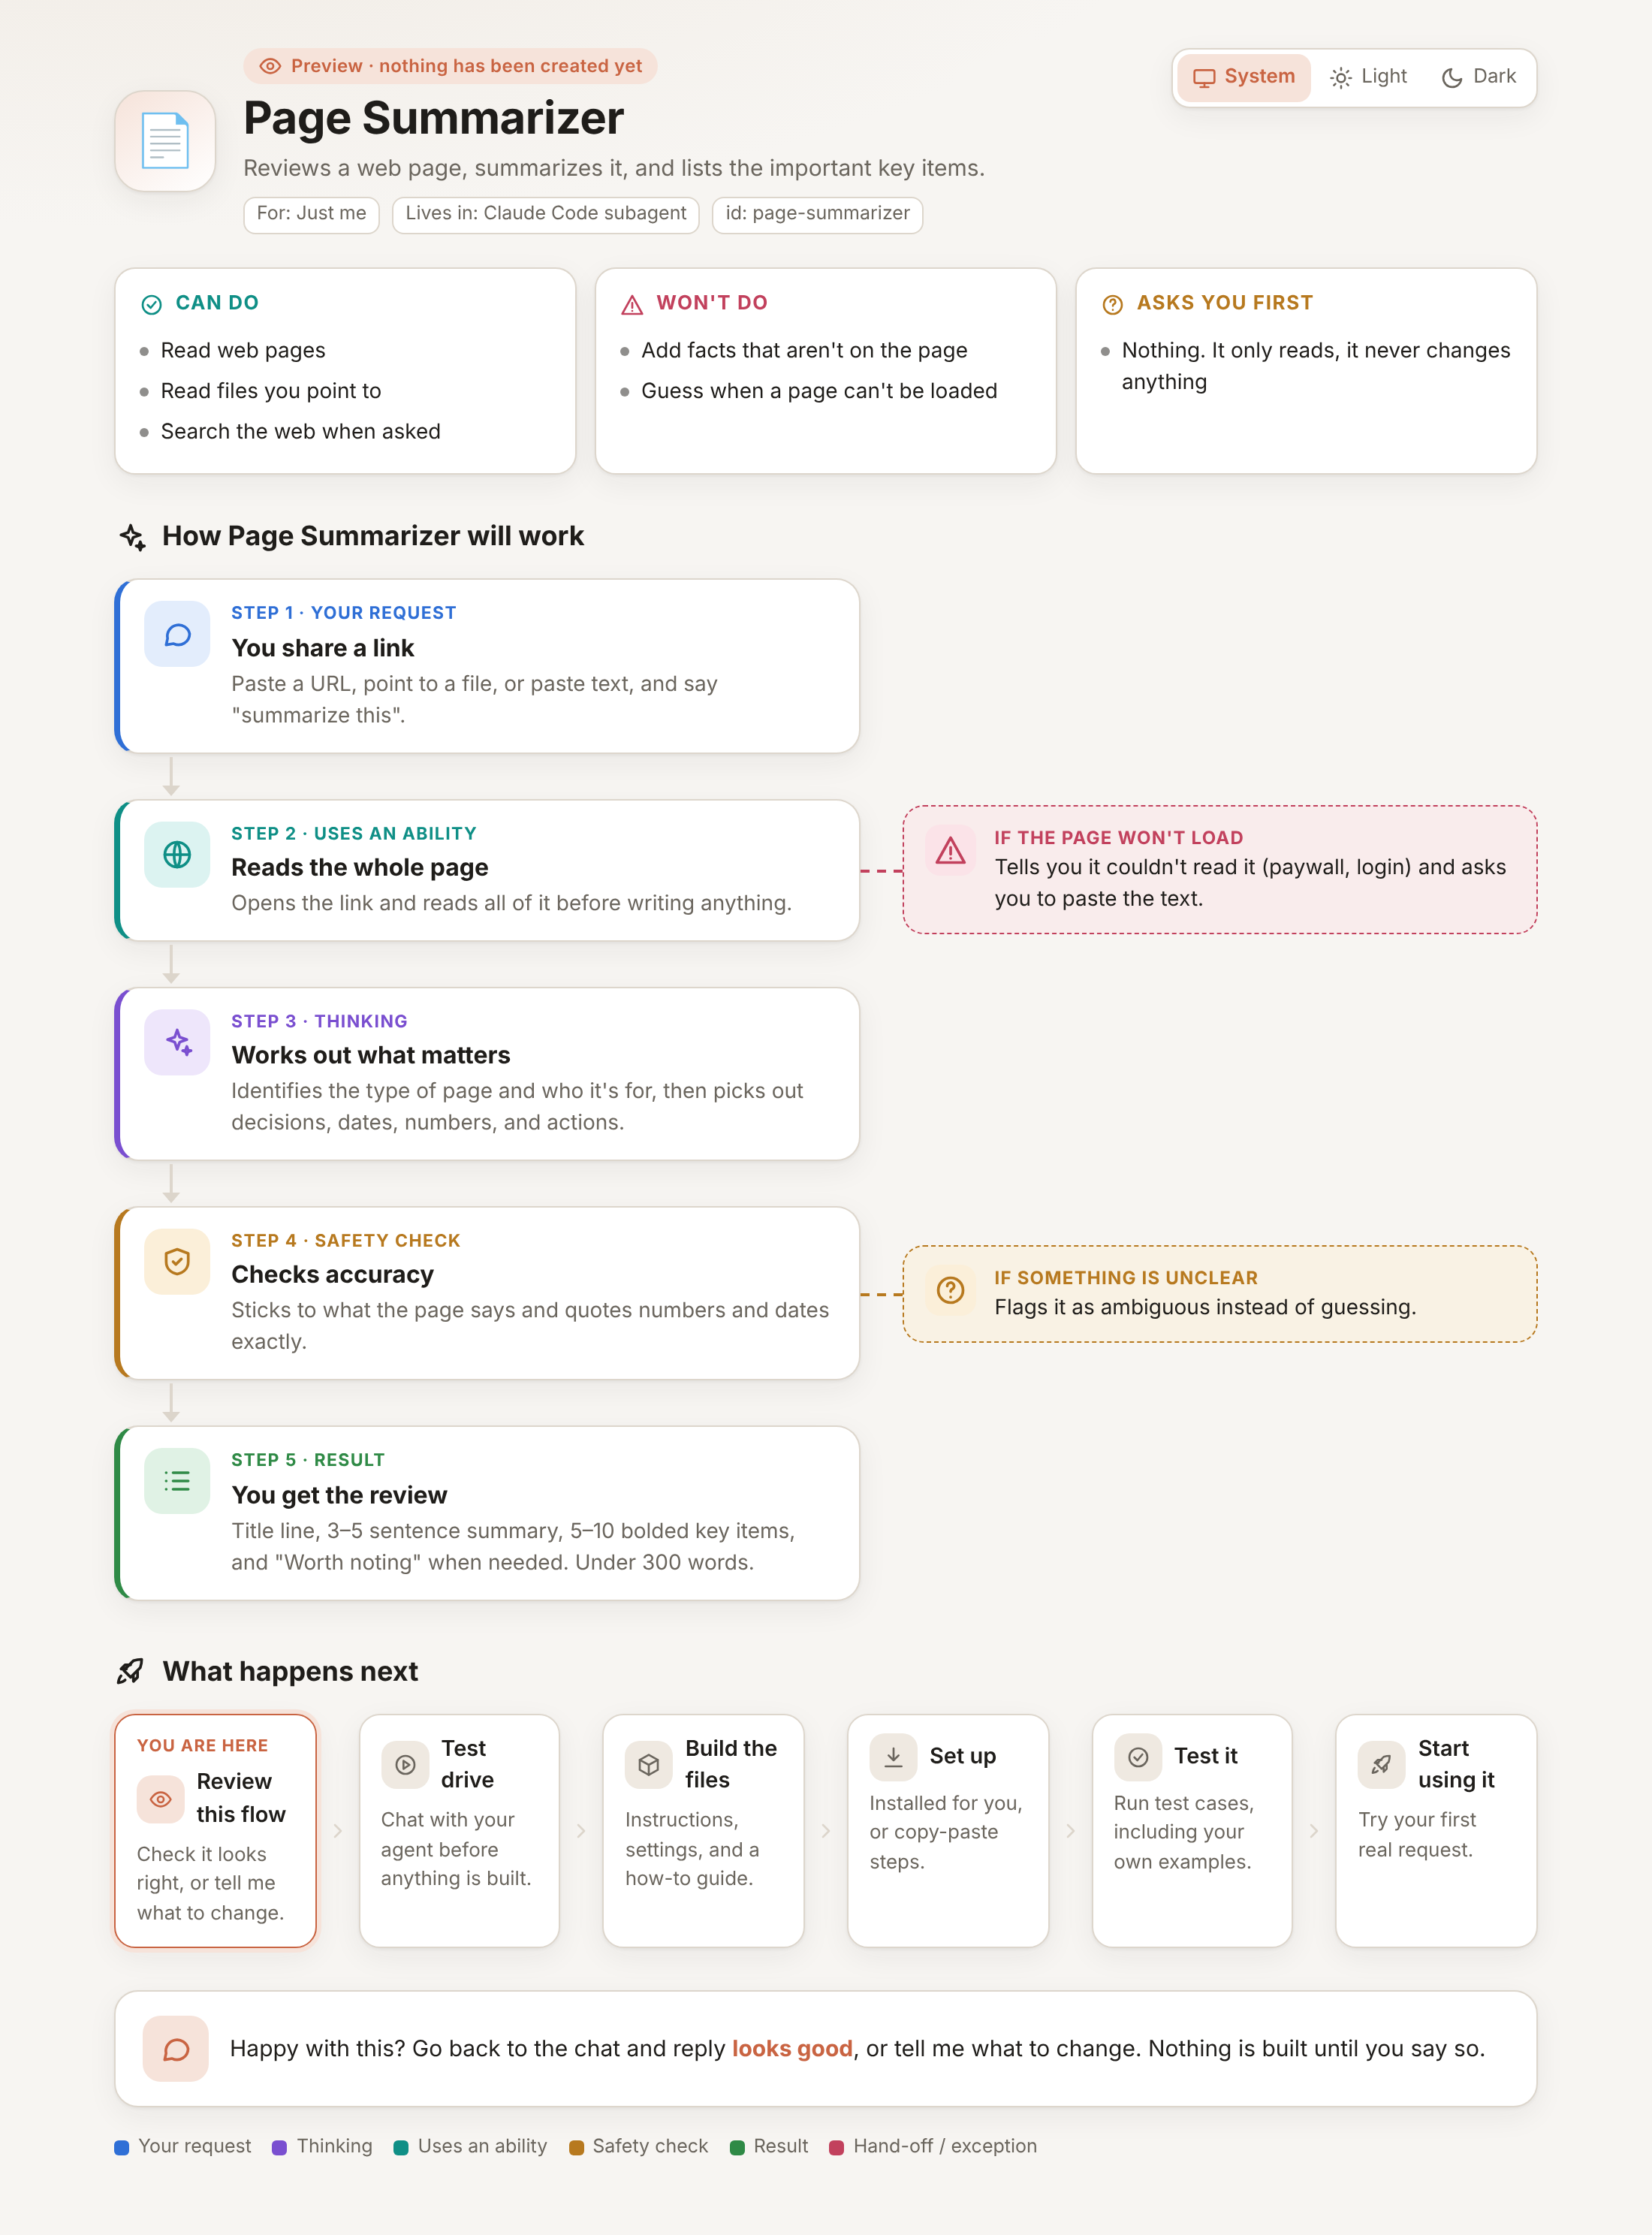 Preview · nothing has been created yet
System
Light
Dark
Page Summarizer
Reviews a web page, summarizes it, and lists the important key items.
For: Just me
Lives in: Claude Code subagent
id: page-summarizer
CAN DO
Read web pages
Read files you point to
Search the web when asked
WON'T DO
Add facts that aren't on the page
Guess when a page can't be loaded
ASKS YOU FIRST
Nothing. It only reads, it never changes
anything
How Page Summarizer will work
STEP 1 · YOUR REQUEST
You share a link
Paste a URL, point to a file, or paste text, and say
"summarize this".
STEP 2 · USES AN ABILITY
Reads the whole page
Opens the link and reads all of it before writing anything.
IF THE PAGE WON'T LOAD
Tells you it couldn't read it (paywall, login) and asks
you to paste the text.
STEP 3 · THINKING
Works out what matters
Identifies the type of page and who it's for, then picks out
decisions, dates, numbers, and actions.
STEP 4 · SAFETY CHECK
Checks accuracy
Sticks to what the page says and quotes numbers and dates
exactly.
IF SOMETHING IS UNCLEAR
Flags it as ambiguous instead of guessing.
STEP 5 · RESULT
You get the review
Title line, 3–5 sentence summary, 5–10 bolded key items,
and "Worth noting" when needed. Under 300 words.
What happens next
YOU ARE HERE
Review
this flow
Check it looks
right, or tell me
what to change.
Test
drive
Chat with your
agent before
anything is built.
Build the
files
Instructions,
settings, and a
how-to guide.
Set up
Installed for you,
or copy-paste
steps.
Test it
Run test cases,
including your
own examples.
Start
using it
Try your first
real request.
Happy with this? Go back to the chat and reply looks good, or tell me what to change. Nothing is built until you say so.
Your request
Thinking
Uses an ability
Safety check
Result
Hand-off / exception